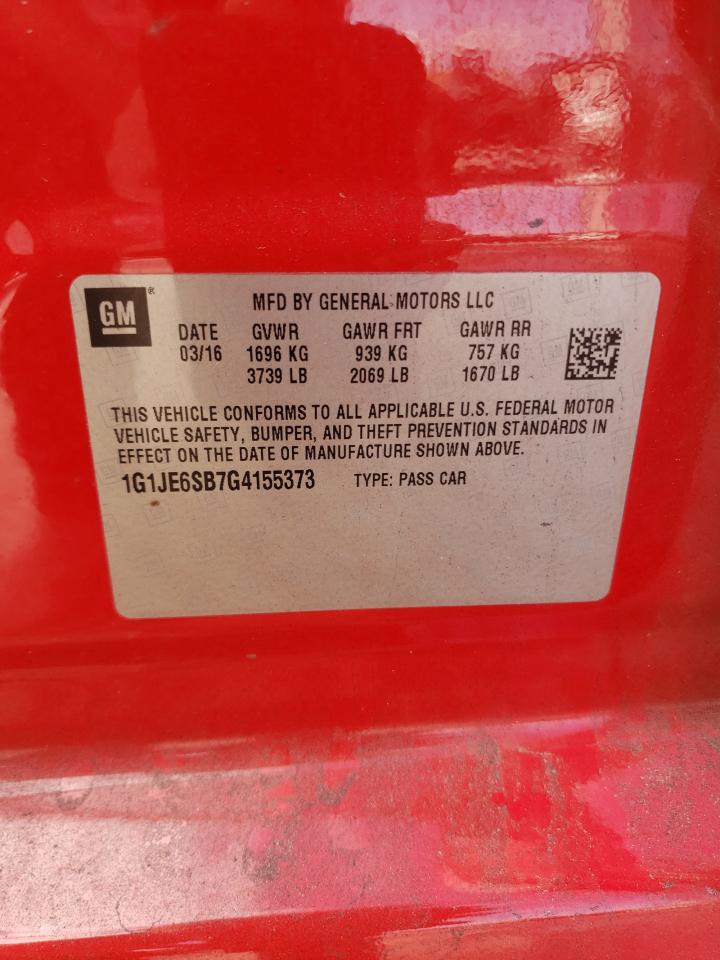 GM®
MFD BY GENERAL MOTORS LLC
DATE GVWR GAWR FRT GAWR RR
03/16 1696 KG 939 KG 757 KG
3739 LB 2069 LB 1670 LB
THIS VEHICLE CONFORMS TO ALL APPLICABLE U.S. FEDERAL MOTOR
VEHICLE SAFETY, BUMPER, AND THEFT PREVENTION STANDARDS IN
EFFECT ON THE DATE OF MANUFACTURE SHOWN ABOVE.
1G1JE6SB7G4155373 TYPE: PASS CAR